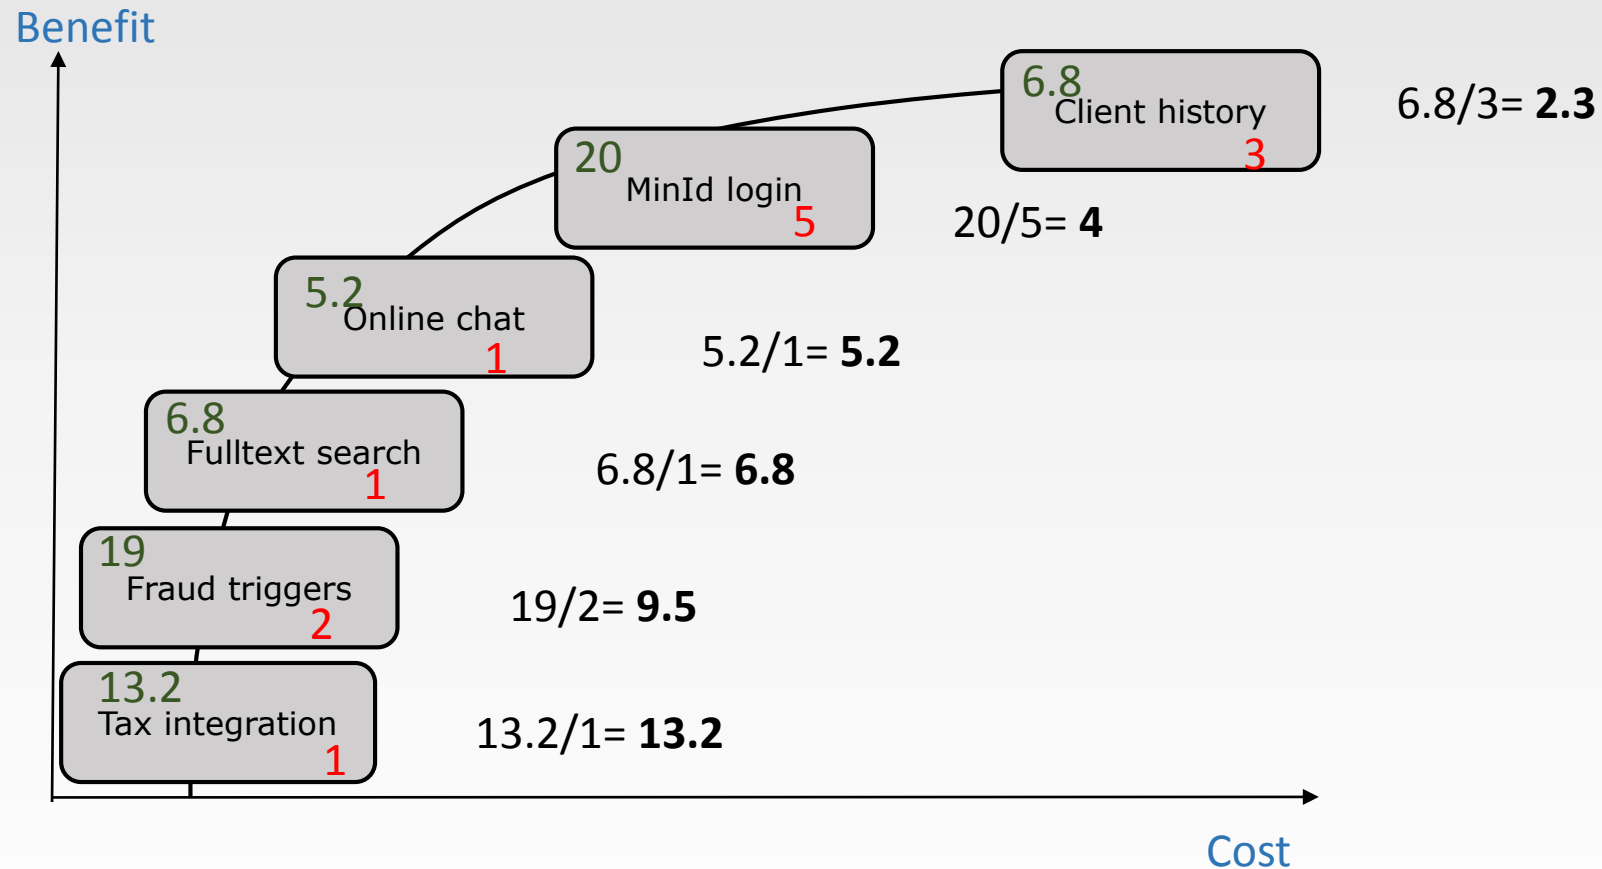 Benefit
6.8
Client history
3
6.8/3= 2.3
20
MinId login
5
20/5= 4
5.2
Online chat
1
5.2/1= 5.2
6.8
Fulltext search
1
6.8/1= 6.8
19
Fraud triggers
2
19/2= 9.5
13.2
Tax integration
1
13.2/1= 13.2
Cost